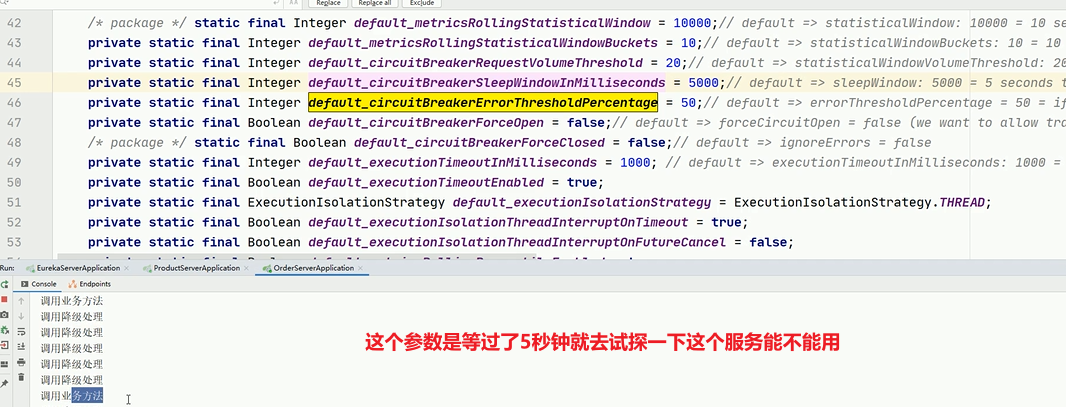 Replace Replace all Exclude
42 /* package */ static final Integer default_metricsRollingStatisticalWindow = 10000;// default => statisticalWindow: 10000 = 10 se
43 private static final Integer default_metricsRollingStatisticalWindowBuckets = 10;// default => statisticalWindowBuckets: 10 = 10
44 private static final Integer default_circuitBreakerRequestVolumeThreshold = 20;// default => statisticalWindowVolumeThreshold: 20
45 private static final Integer default_circuitBreakerSleepWindowInMilliseconds = 5000;// default => sleepWindow: 5000 = 5 seconds t
46 private static final Integer default_circuitBreakerErrorThresholdPercentage = 50;// default => errorThresholdPercentage = 50 = if
47 private static final Boolean default_circuitBreakerForceOpen = false;// default => forceCircuitOpen = false (we want to allow tra
48 /* package */ static final Boolean default_circuitBreakerForceClosed = false;// default => ignoreErrors = false
49 private static final Integer default_executionTimeoutInMilliseconds = 1000; // default => executionTimeoutInMilliseconds: 1000 =
50 private static final Boolean default_executionTimeoutEnabled = true;
51 private static final ExecutionIsolationStrategy default_executionIsolationStrategy = ExecutionIsolationStrategy.THREAD;
52 private static final Boolean default_executionIsolationThreadInterruptOnTimeout = true;
53 private static final Boolean default_executionIsolationThreadInterruptOnFutureCancel = false;
Run: EurekaServerApplication ProductServerApplication OrderServerApplication
Console Endpoints
调用业务方法
调用降级处理
调用降级处理
这个参数是等过了5秒钟就去试探一下这个服务能不能用
调用降级处理
调用降级处理
调用降级处理
调用业务方法